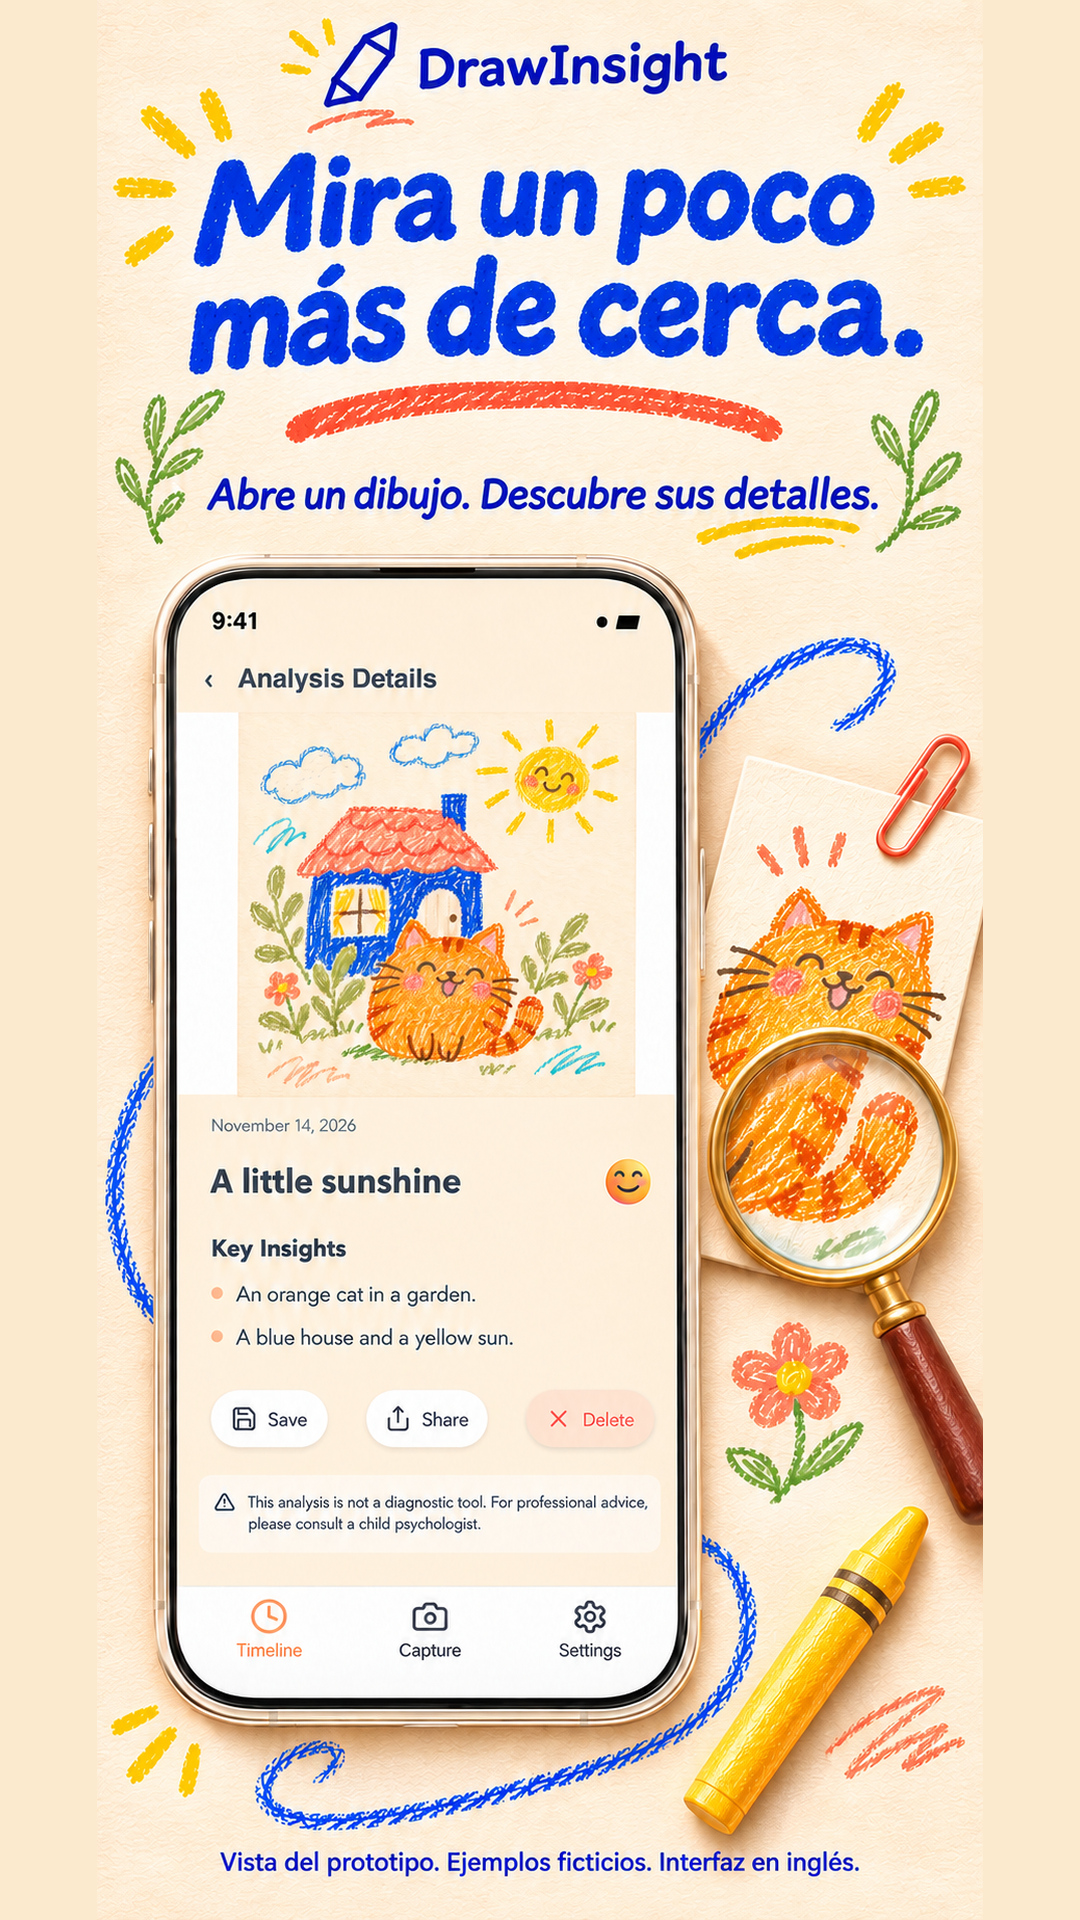 DrawInsight
Mira un poco
más de cerca.
Abre un dibujo. Descubre sus detalles.
9:41
Analysis Details
November 14, 2026
A little sunshine
Key Insights
An orange cat in a garden.
A blue house and a yellow sun.
Save
Share
Delete
This analysis is not a diagnostic tool. For professional advice,
please consult a child psychologist.
Timeline
Capture
Settings
Vista del prototipo. Ejemplos ficticios. Interfaz en inglés.